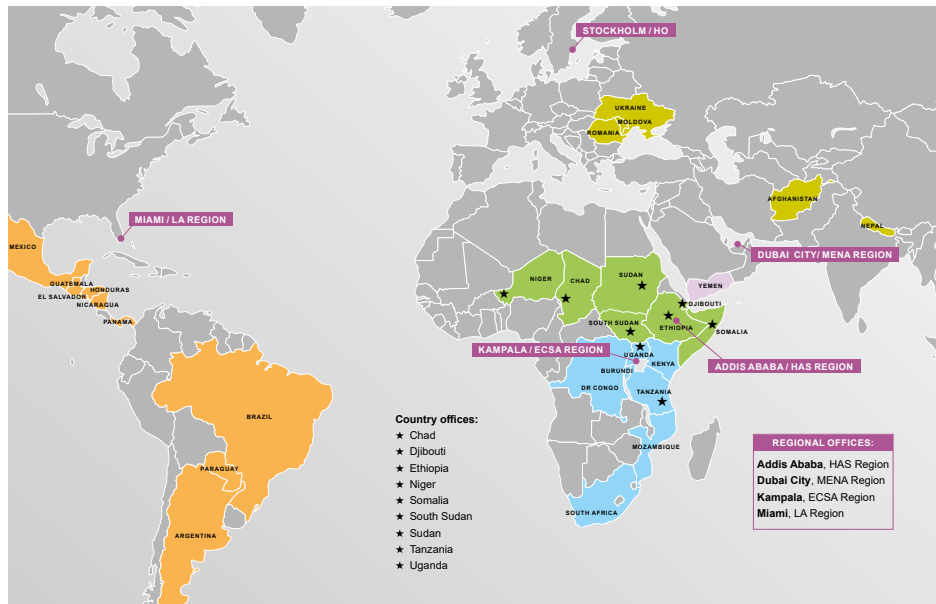 STOCKHOLM / HO
UKRAINE
MOLDOVA
ROMANIA
AFGHANISTAN
NEPAL
MIAMI / LA REGION
DUBAI CITY/ MENA REGION
MEXICO
GUATEMALA
HONDURAS
EL SALVADOR
NICARAGUA
PANAMA
NIGER
CHAD
SUDAN
YEMEN
DJIBOUTI
SOUTH SUDAN
ETHIOPIA
SOMALIA
KAMPALA / ECSA REGION
UGANDA
KENYA
ADDIS ABABA / HAS REGION
BURUNDI
DR CONGO
TANZANIA
BRAZIL
MOZAMBIQUE
PARAGUAY
SOUTH AFRICA
ARGENTINA
Country offices:
★ Chad
★ Djibouti
★ Ethiopia
★ Niger
★ Somalia
★ South Sudan
★ Sudan
★ Tanzania
★ Uganda
REGIONAL OFFICES:
Addis Ababa, HAS Region
Dubai City, MENA Region
Kampala, ECSA Region
Miami, LA Region